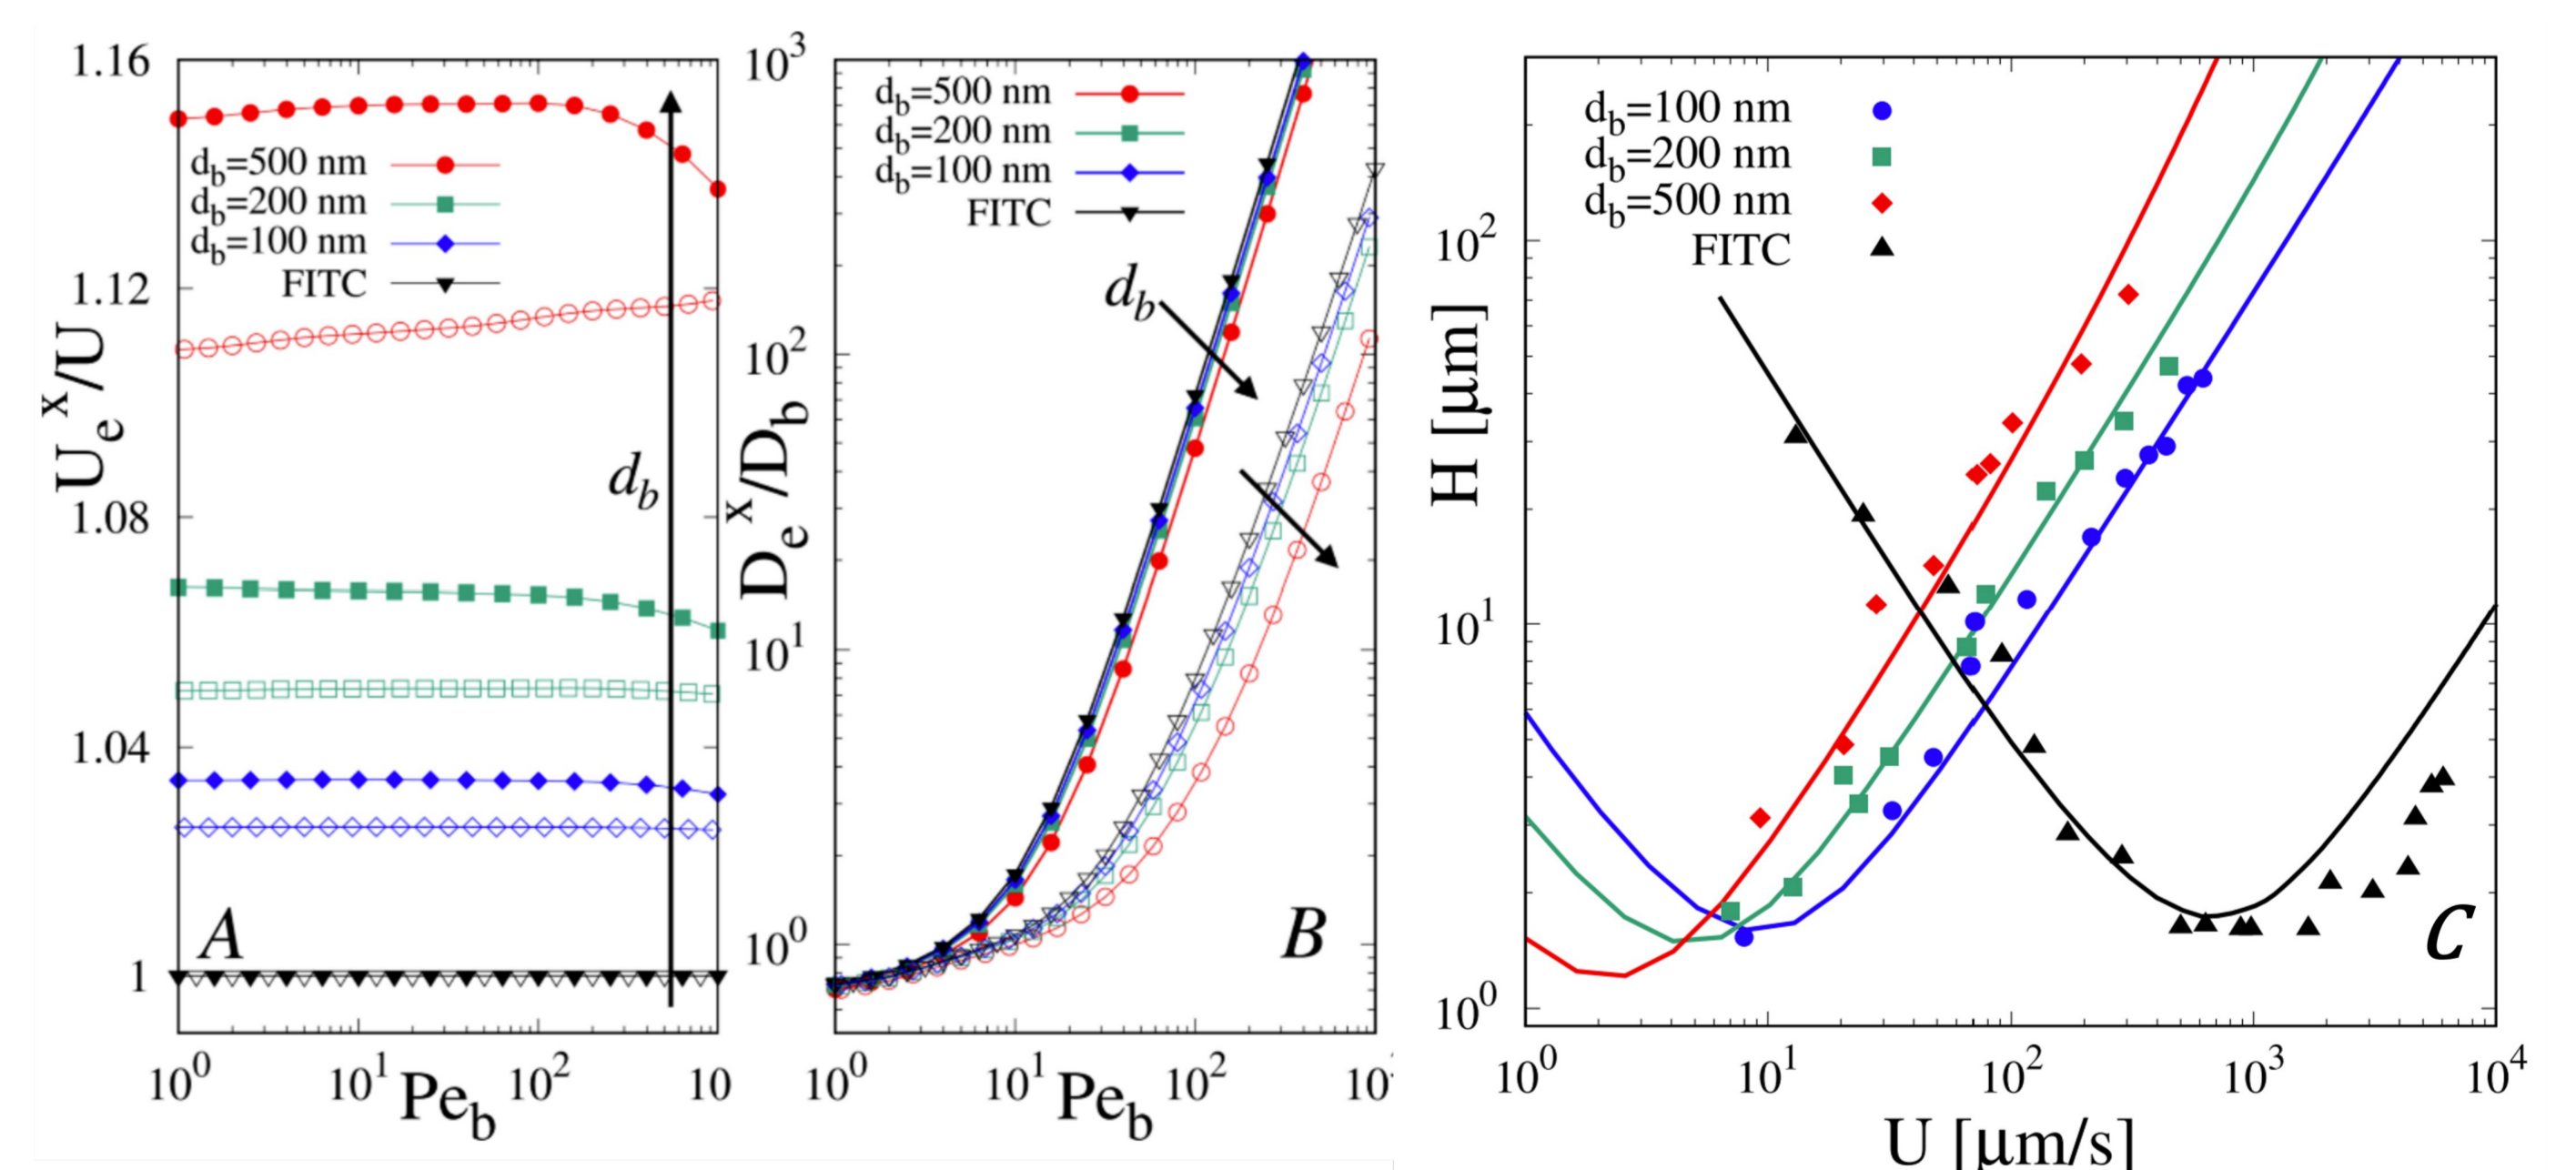 1.16
1.12
1.08
1.04
1
U_e^x/U
d_b=500 nm
d_b=200 nm
d_b=100 nm
FITC
d_b
A
10^0
10^1
10^2
10
Pe_b
10^3
10^2
10^1
10^0
D_e^x/D_b
d_b=500 nm
d_b=200 nm
d_b=100 nm
FITC
d_b
B
10^0
10^1
10^2
Pe_b
10^2
10^1
10^0
H [μm]
d_b=100 nm
d_b=200 nm
d_b=500 nm
FITC
C
10^0
10^1
10^2
10^3
10^4
U [μm/s]